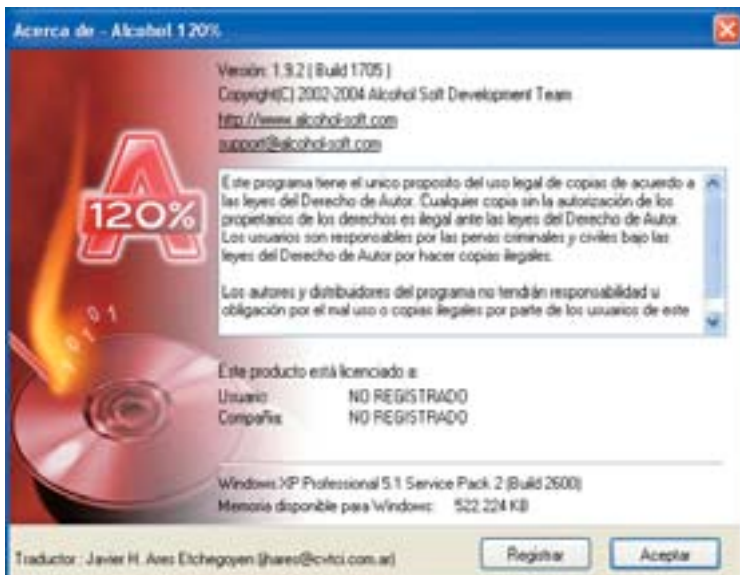 Acerca de - Alcohol 120%
Versión: 1.9.2 ( Build 1705 )
Copyright(C) 2002-2004 Alcohol Soft Development Team
http://www.alcohol-soft.com
support@alcohol-soft.com
A
120%
10101
Este programa tiene el unico proposito del uso legal de copias de acuerdo a
las leyes del Derecho de Autor. Cualquier copia sin la autorización de los
propietarios de los derechos es ilegal ante las leyes del Derecho de Autor.
Los usuarios son responsables por las penas criminales y civiles bajo las
leyes del Derecho de Autor por hacer copias ilegales.
Los autores y distribuidores del programa no tendrán responsabilidad u
obligación por el mal uso o copias ilegales por parte de los usuarios de este
Este producto está licenciado a:
Usuario: NO REGISTRADO
Compañia: NO REGISTRADO
Windows XP Professional 5.1 Service Pack 2 (Build 2600)
Memoria disponible para Windows: 522.224 KB
Traductor : Javier H. Ares Etchegoyen (jhares@cvtci.com.ar)
Registrar
Aceptar